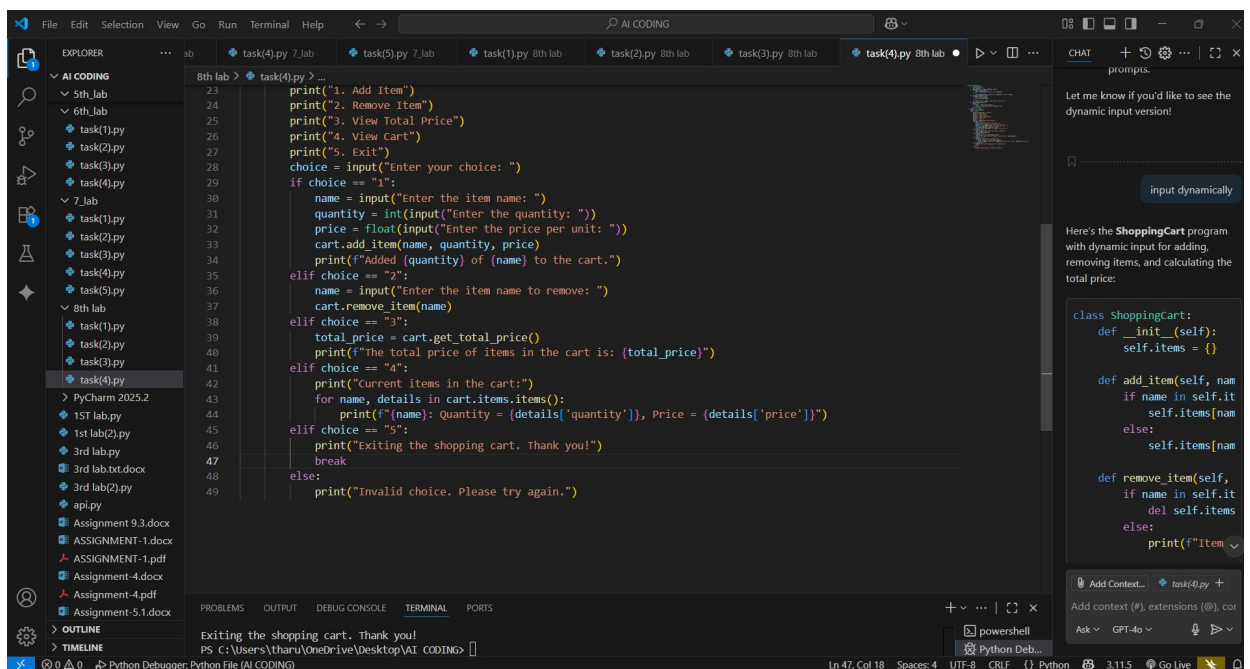 File Edit Selection View Go Run Terminal Help
AI CODING
EXPLORER
AI CODING
5th_lab
6th_lab
task(1).py
task(2).py
task(3).py
task(4).py
7_lab
task(1).py
task(2).py
task(3).py
task(4).py
task(5).py
8th lab
task(1).py
task(2).py
task(3).py
task(4).py
PyCharm 2025.2
1ST lab.py
1st lab(2).py
3rd lab.py
3rd lab.txt.docx
3rd lab(2).py
api.py
Assignment 9.3.docx
ASSIGNMENT-1.docx
ASSIGNMENT-1.pdf
Assignment-4.docx
Assignment-4.pdf
Assignment-5.1.docx
OUTLINE
TIMELINE
ab task(4).py 7_lab task(5).py 7_lab task(1).py 8th lab task(2).py 8th lab task(3).py 8th lab task(4).py 8th lab
8th lab > task(4).py > ...
23 print("1. Add Item")
24 print("2. Remove Item")
25 print("3. View Total Price")
26 print("4. View Cart")
27 print("5. Exit")
28 choice = input("Enter your choice: ")
29 if choice == "1":
30 name = input("Enter the item name: ")
31 quantity = int(input("Enter the quantity: "))
32 price = float(input("Enter the price per unit: "))
33 cart.add_item(name, quantity, price)
34 print(f"Added {quantity} of {name} to the cart.")
35 elif choice == "2":
36 name = input("Enter the item name to remove: ")
37 cart.remove_item(name)
38 elif choice == "3":
39 total_price = cart.get_total_price()
40 print(f"The total price of items in the cart is: {total_price}")
41 elif choice == "4":
42 print("Current items in the cart:")
43 for name, details in cart.items.items():
44 print(f"{name}: Quantity = {details['quantity']}, Price = {details['price']}")
45 elif choice == "5":
46 print("Exiting the shopping cart. Thank you!")
47 break
48 else:
49 print("Invalid choice. Please try again.")
PROBLEMS OUTPUT DEBUG CONSOLE TERMINAL PORTS
Exiting the shopping cart. Thank you!
PS C:\Users\tharu\OneDrive\Desktop\AI CODING>
powershell
Python Deb...
CHAT
prompts.
Let me know if you'd like to see the
dynamic input version!
input dynamically
Here's the ShoppingCart program
with dynamic input for adding,
removing items, and calculating the
total price:
class ShoppingCart:
def __init__(self):
self.items = {}
def add_item(self, nam
if name in self.it
self.items[nam
else:
self.items[nam
def remove_item(self,
if name in self.it
del self.items
else:
print(f"Item
Add Context... task(4).py +
Add context (#), extensions (@), cor
Ask GPT-4o
0 0 0 Python Debugger: Python File (AI CODING)
Ln 47, Col 18 Spaces: 4 UTF-8 CRLF {} Python 3.11.5 Go Live